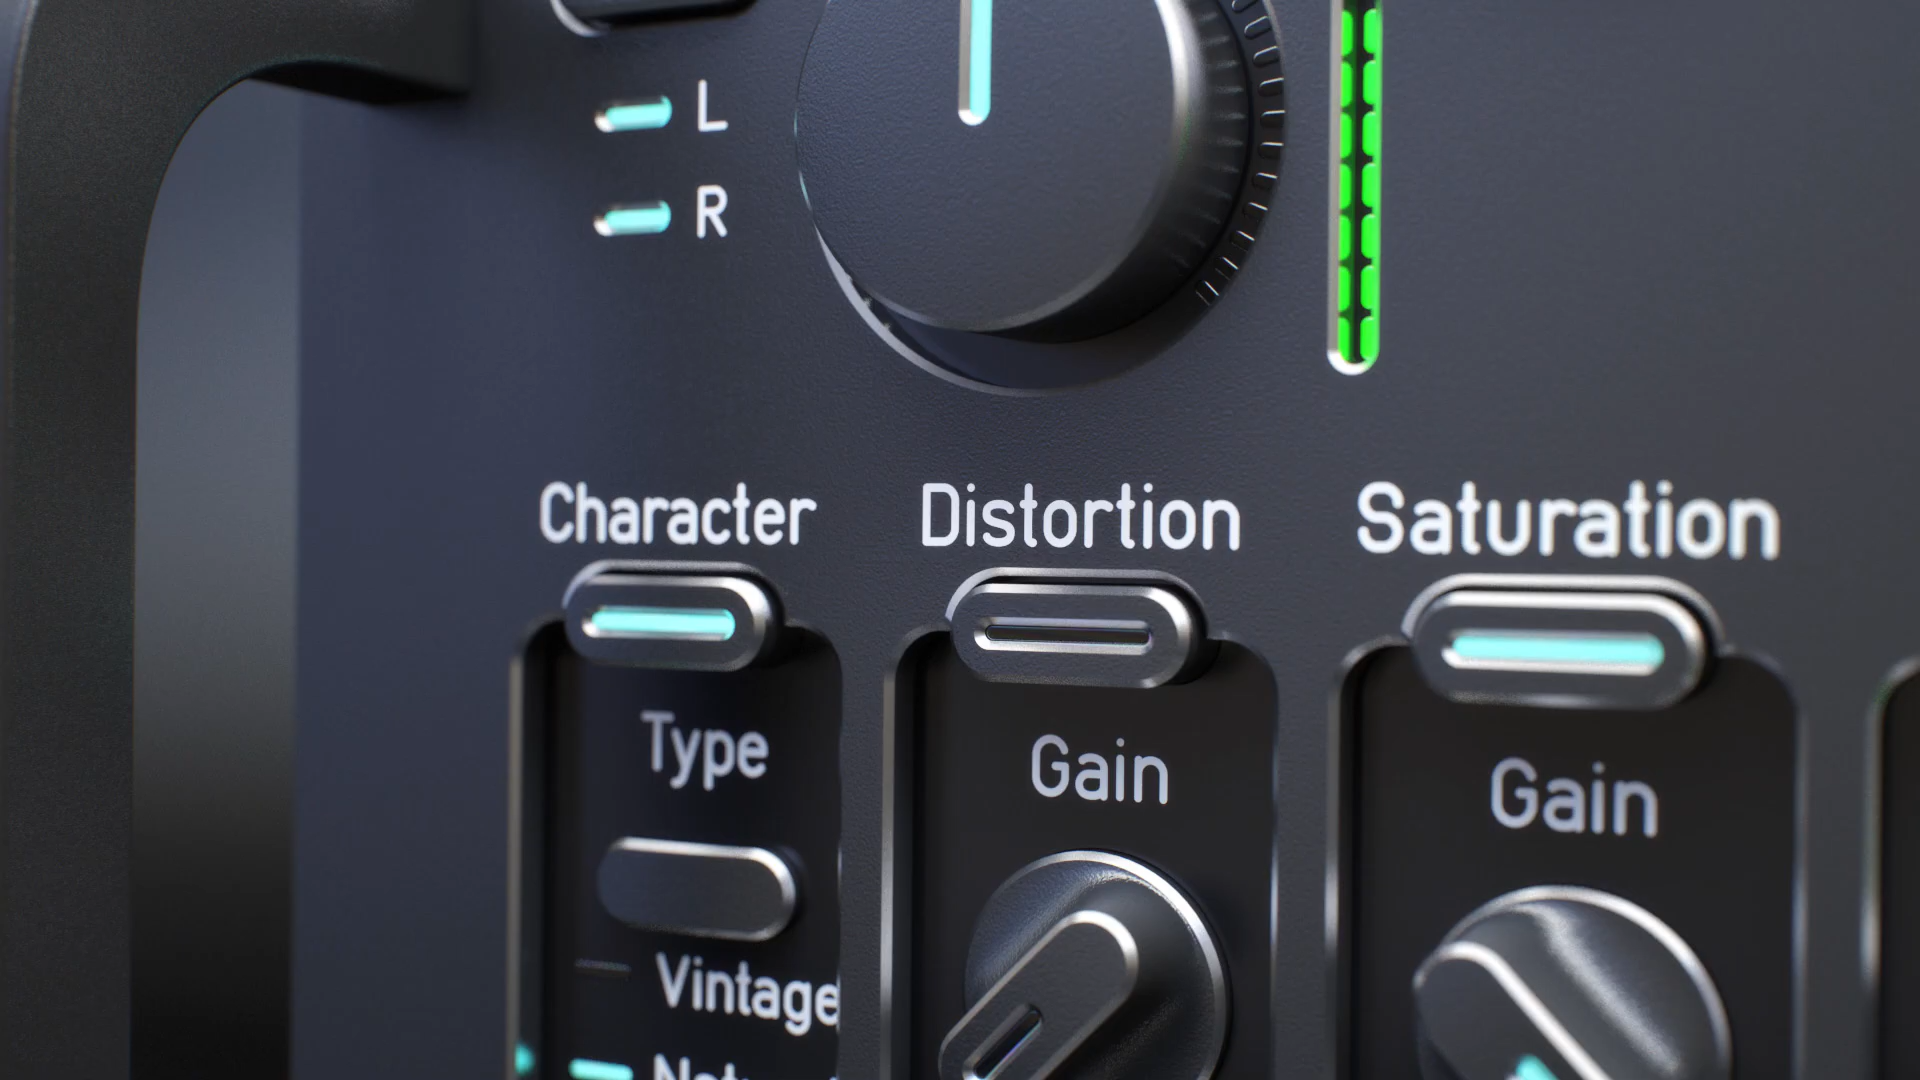 L
R
Character
Distortion
Saturation
Type
Gain
Gain
Vintage